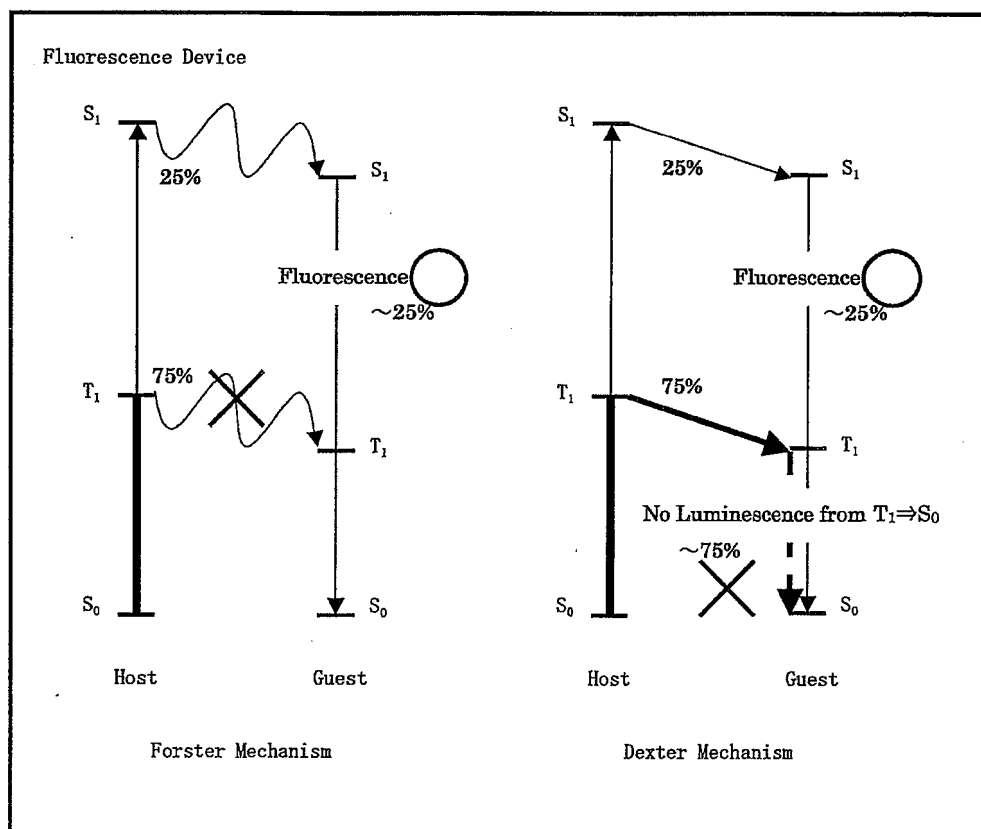 Fluorescence Device
S₁
25%
S₁
Fluorescence
～25%
T₁
75%
T₁
S₀
S₀
Host
Guest
Forster Mechanism
S₁
25%
S₁
Fluorescence
～25%
T₁
75%
T₁
No Luminescence from T₁⇒S₀
～75%
S₀
S₀
Host
Guest
Dexter Mechanism